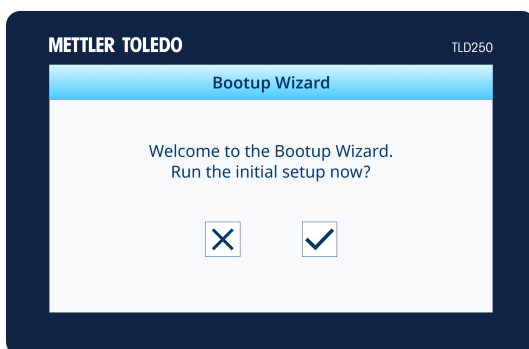 METTLER TOLEDO
TLD250
Bootup Wizard
Welcome to the Bootup Wizard.
Run the initial setup now?